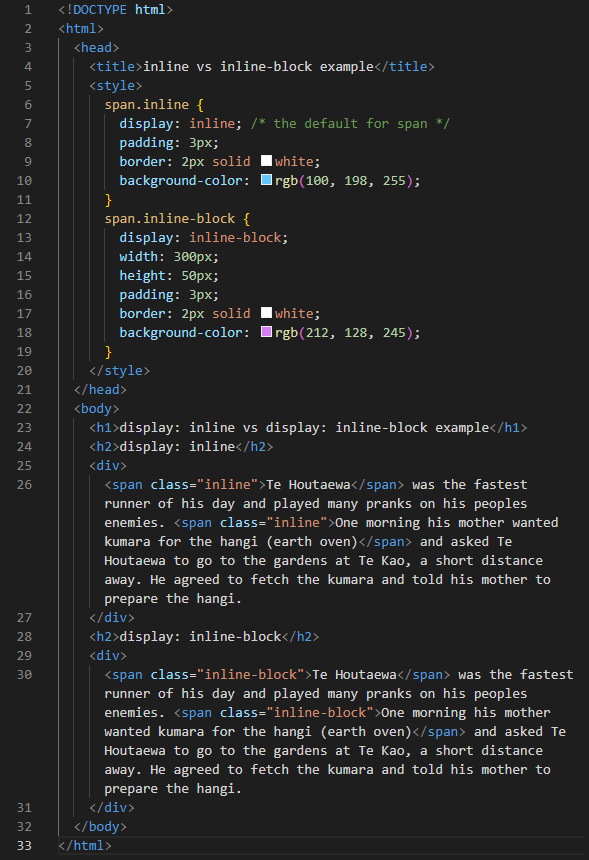 1 <!DOCTYPE html>
2 <html>
3 <head>
4 <title>inline vs inline-block example</title>
5 <style>
6 span.inline {
7 display: inline; /* the default for span */
8 padding: 3px;
9 border: 2px solid white;
10 background-color: rgb(100, 198, 255);
11 }
12 span.inline-block {
13 display: inline-block;
14 width: 300px;
15 height: 50px;
16 padding: 3px;
17 border: 2px solid white;
18 background-color: rgb(212, 128, 245);
19 }
20 </style>
21 </head>
22 <body>
23 <h1>display: inline vs display: inline-block example</h1>
24 <h2>display: inline</h2>
25 <div>
26 <span class="inline">Te Houtaewa</span> was the fastest
runner of his day and played many pranks on his peoples
enemies. <span class="inline">One morning his mother wanted
kumara for the hangi (earth oven)</span> and asked Te
Houtaewa to go to the gardens at Te Kao, a short distance
away. He agreed to fetch the kumara and told his mother to
prepare the hangi.
27 </div>
28 <h2>display: inline-block</h2>
29 <div>
30 <span class="inline-block">Te Houtaewa</span> was the fastest
runner of his day and played many pranks on his peoples
enemies. <span class="inline-block">One morning his mother
wanted kumara for the hangi (earth oven)</span> and asked Te
Houtaewa to go to the gardens at Te Kao, a short distance
away. He agreed to fetch the kumara and told his mother to
prepare the hangi.
31 </div>
32 </body>
33 </html>